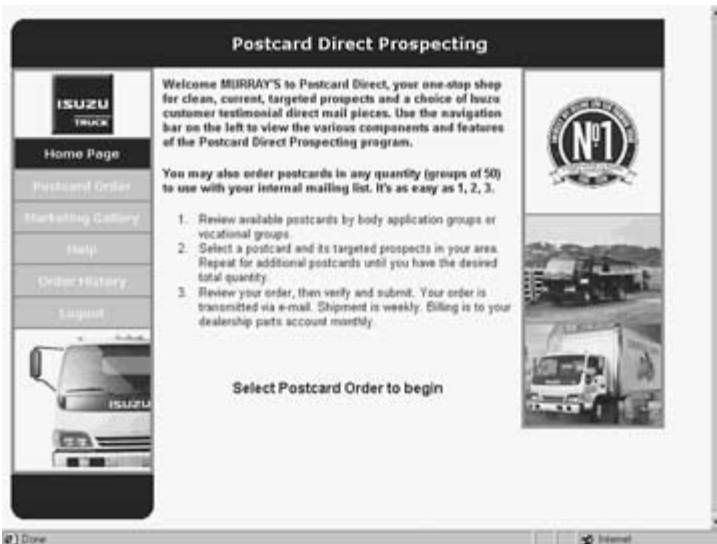 Postcard Direct Prospecting
ISUZU
TRUCK
Home Page
Postcard Order
Marketing Gallery
Help
Order History
Logout
Welcome MURRAY'S to Postcard Direct, your one-stop shop
for clean, current, targeted prospects and a choice of Isuzu
customer testimonial direct mail pieces. Use the navigation
bar on the left to view the various components and features
of the Postcard Direct Prospecting program.
You may also order postcards in any quantity (groups of 50)
to use with your internal mailing list. It's as easy as 1, 2, 3.
1. Review available postcards by body application groups or
vocational groups.
2. Select a postcard and its targeted prospects in your area.
Repeat for additional postcards until you have the desired
total quantity.
3. Review your order, then verify and submit. Your order is
transmitted via e-mail. Shipment is weekly. Billing is to your
dealership parts account monthly.
Select Postcard Order to begin
Nº1
ISUZU
Done
Internet